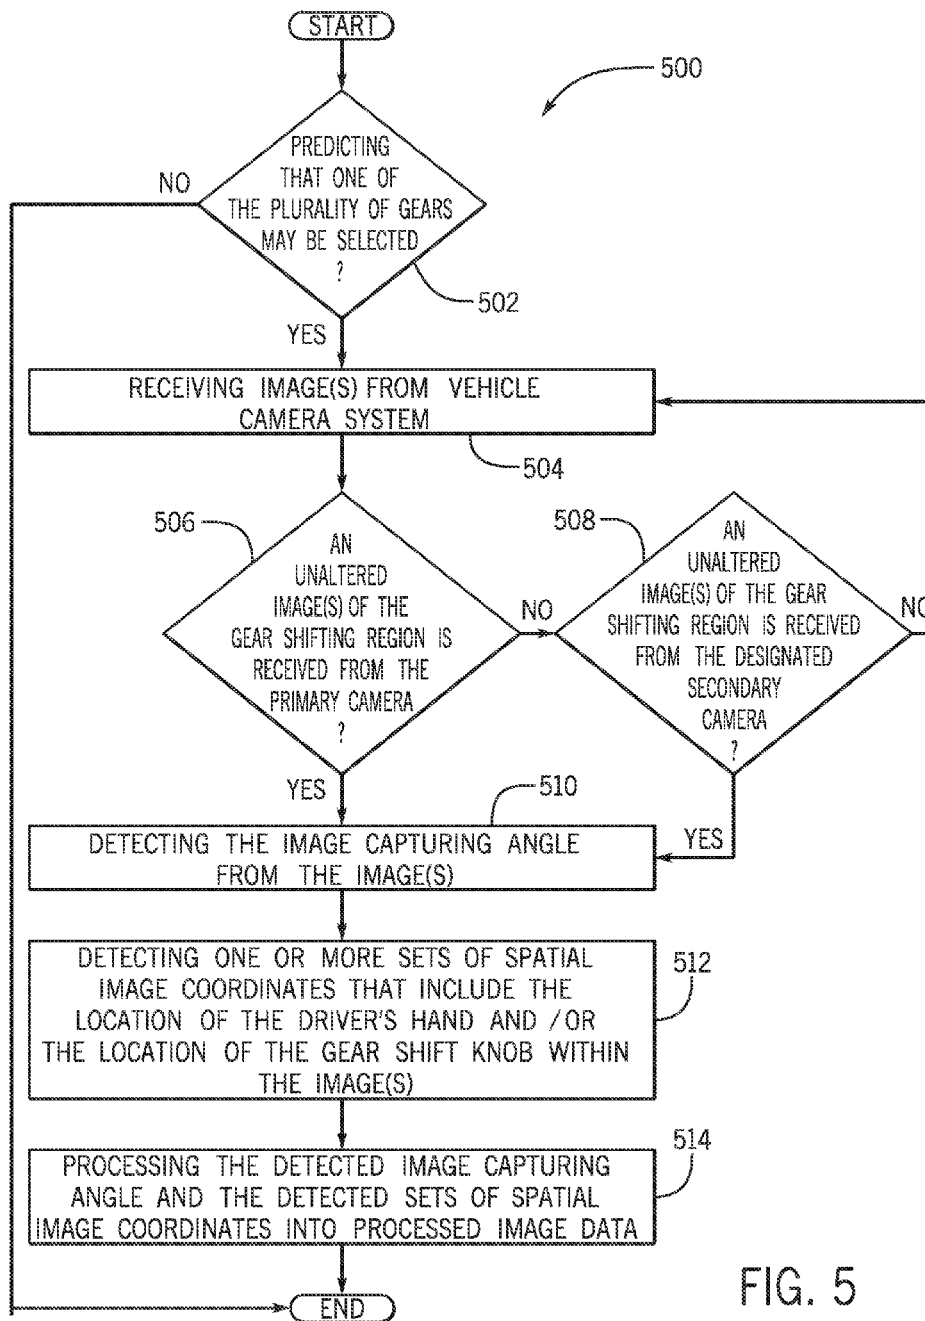 START
500
PREDICTING
THAT ONE OF
THE PLURALITY OF GEARS
MAY BE SELECTED
?
NO
502
YES
RECEIVING IMAGE(S) FROM VEHICLE
CAMERA SYSTEM
504
506
AN
UNALTERED
IMAGE(S) OF THE
GEAR SHIFTING REGION IS
RECEIVED FROM THE
PRIMARY CAMERA
?
NO
508
AN
UNALTERED
IMAGE(S) OF THE GEAR
SHIFTING REGION IS RECEIVED
FROM THE DESIGNATED
SECONDARY
CAMERA
?
NO
YES
510
YES
DETECTING THE IMAGE CAPTURING ANGLE
FROM THE IMAGE(S)
DETECTING ONE OR MORE SETS OF SPATIAL
IMAGE COORDINATES THAT INCLUDE THE
LOCATION OF THE DRIVER'S HAND AND /OR
THE LOCATION OF THE GEAR SHIFT KNOB WITHIN
THE IMAGE(S)
512
PROCESSING THE DETECTED IMAGE CAPTURING
ANGLE AND THE DETECTED SETS OF SPATIAL
IMAGE COORDINATES INTO PROCESSED IMAGE DATA
514
END
FIG. 5